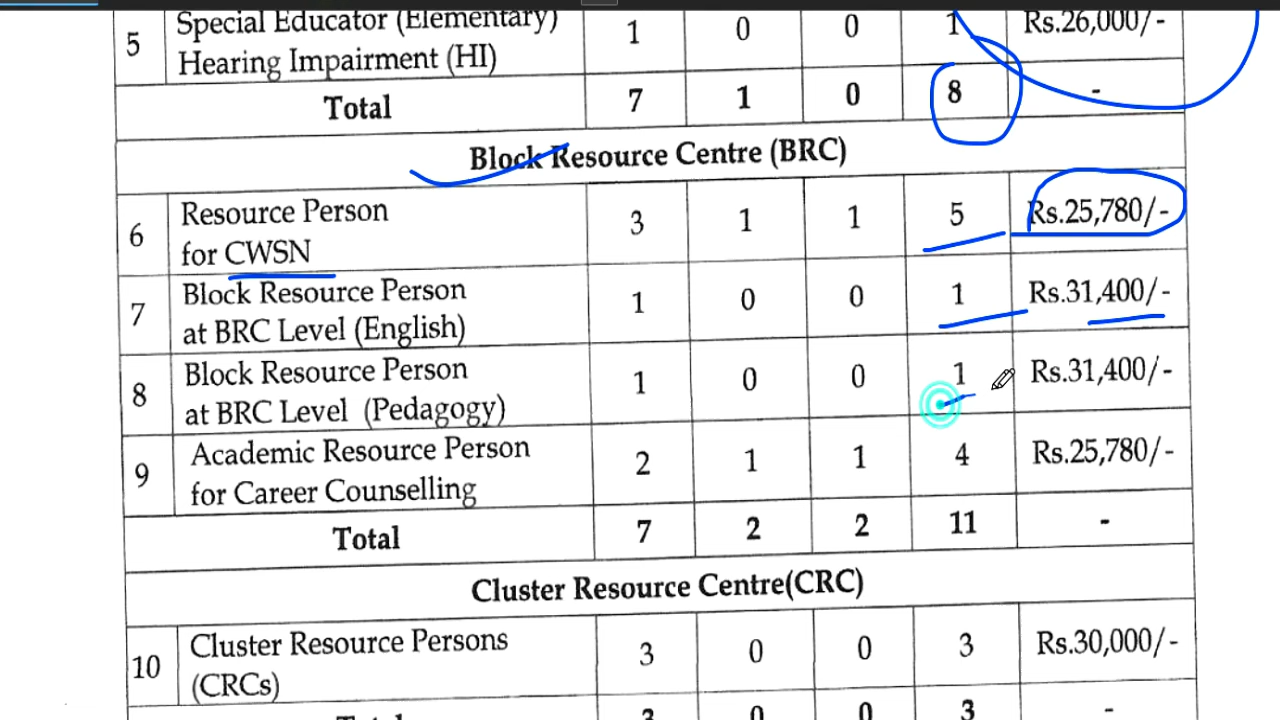 5 Special Educator (Elementary) Hearing Impairment (HI) 1 0 0 1 Rs.26,000/-
Total 7 1 0 8 -
Block Resource Centre (BRC)
6 Resource Person for CWSN 3 1 1 5 Rs.25,780/-
7 Block Resource Person at BRC Level (English) 1 0 0 1 Rs.31,400/-
8 Block Resource Person at BRC Level (Pedagogy) 1 0 0 1 Rs.31,400/-
9 Academic Resource Person for Career Counselling 2 1 1 4 Rs.25,780/-
Total 7 2 2 11 -
Cluster Resource Centre(CRC)
10 Cluster Resource Persons (CRCs) 3 0 0 3 Rs.30,000/-
Total 3 0 0 3 -